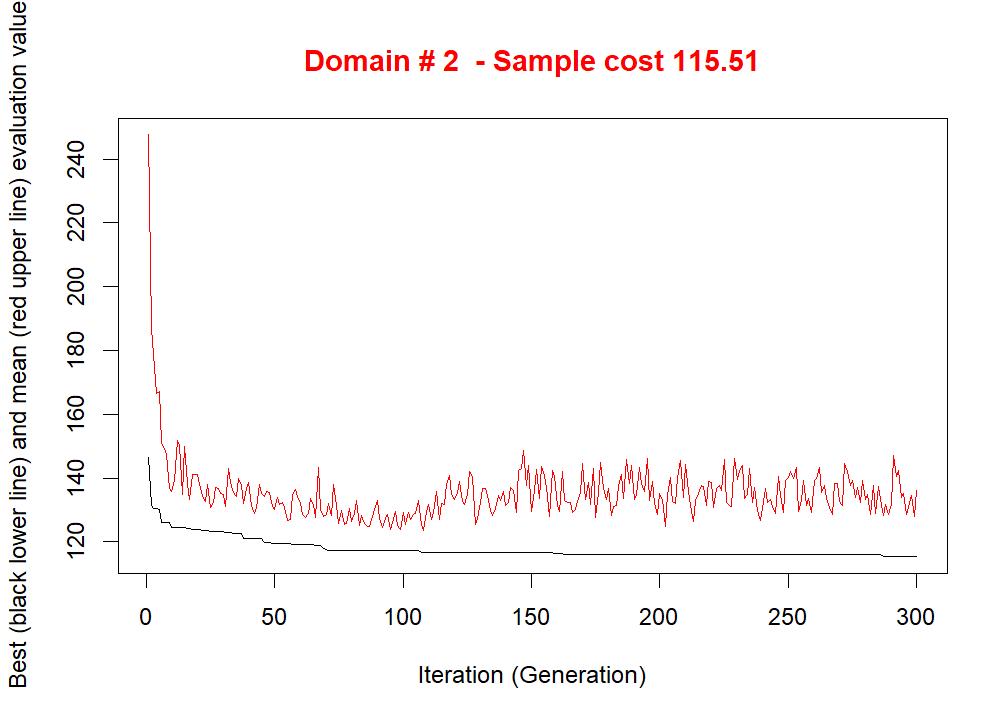 Domain # 2 - Sample cost 115.51
Best (black lower line) and mean (red upper line) evaluation value
240
220
200
180
160
140
120
0 50 100 150 200 250 300
Iteration (Generation)